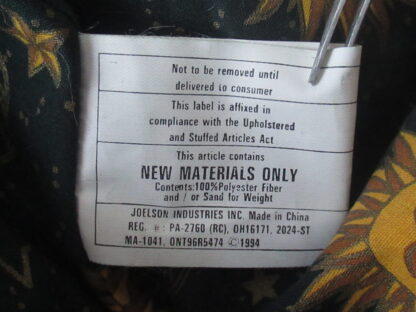 Not to be removed until
delivered to consumer
This label is affixed in
compliance with the Upholstered
and Stuffed Articles Act
This article contains
NEW MATERIALS ONLY
Contents:100%Polyester Fiber
and / or Sand for Weight
JOELSON INDUSTRIES INC. Made in China
REG. #: PA-2760 (RC), OH16171, 2024-ST
MA-1041, ONT96R5474 ©1994